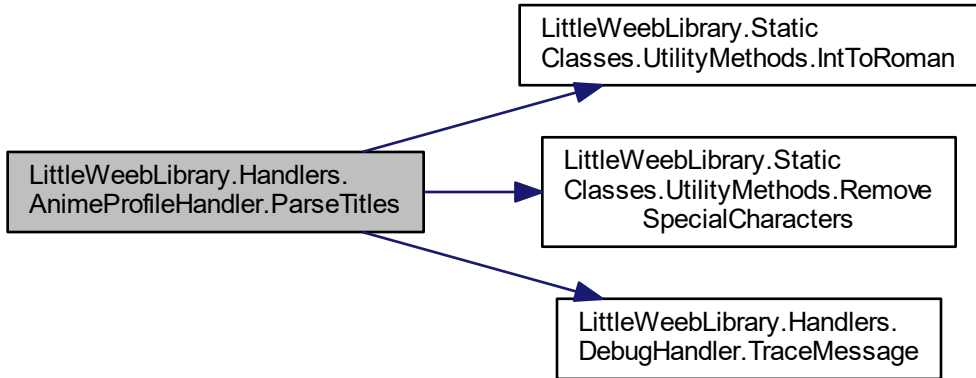 LittleWeebLibrary.Handlers.
AnimeProfileHandler.ParseTitles
LittleWeebLibrary.Static
Classes.UtilityMethods.IntToRoman
LittleWeebLibrary.Static
Classes.UtilityMethods.Remove
SpecialCharacters
LittleWeebLibrary.Handlers.
DebugHandler.TraceMessage